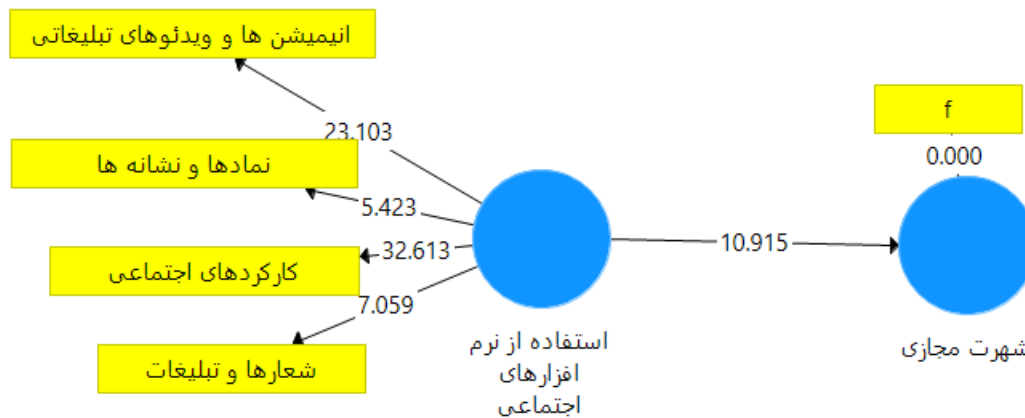 انیمیشن ها و ویدئوهای تبلیغاتی
23.103
نمادها و نشانه ها
5.423
کارکردهای اجتماعی
32.613
7.059
شعارها و تبلیغات
استفاده از نرم
افزارهای
اجتماعی
10.915
f
0.000
شهرت مجازی